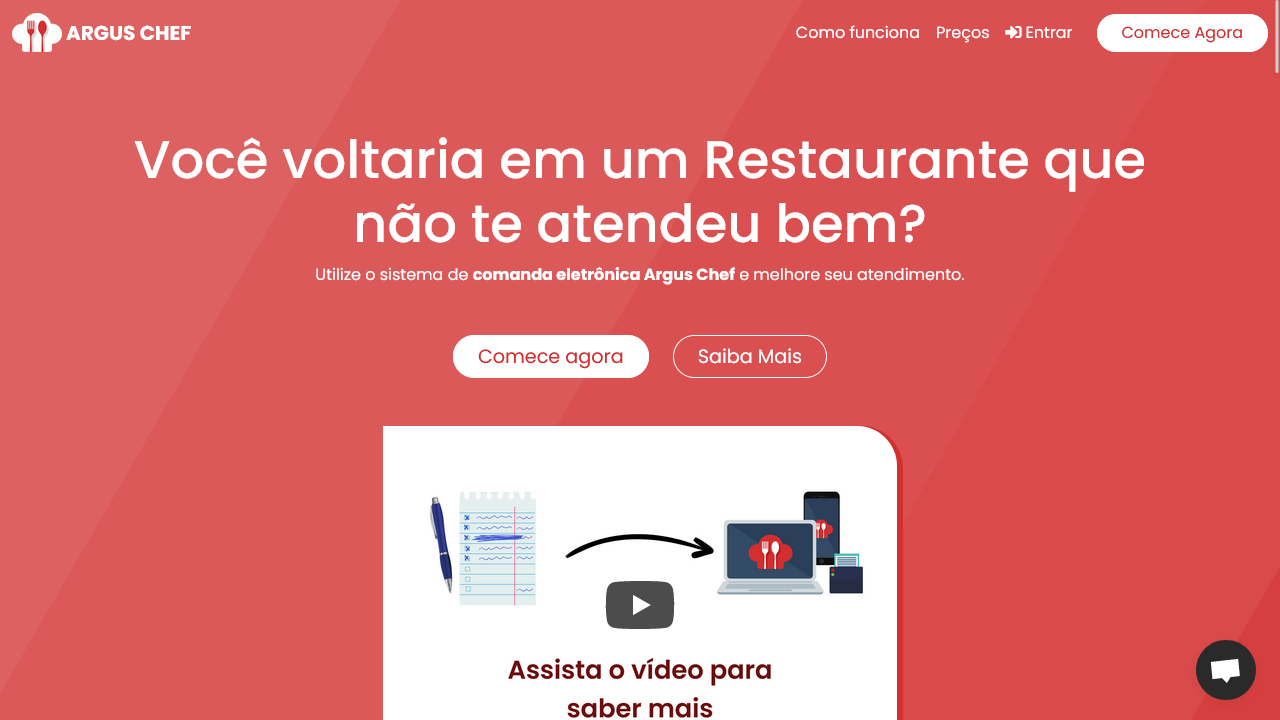 ARGUS CHEF
Como funciona
Preços
Entrar
Comece Agora
Você voltaria em um Restaurante que
não te atendeu bem?
Utilize o sistema de comanda eletrônica Argus Chef e melhore seu atendimento.
Comece agora
Saiba Mais
Assista o vídeo para
saber mais